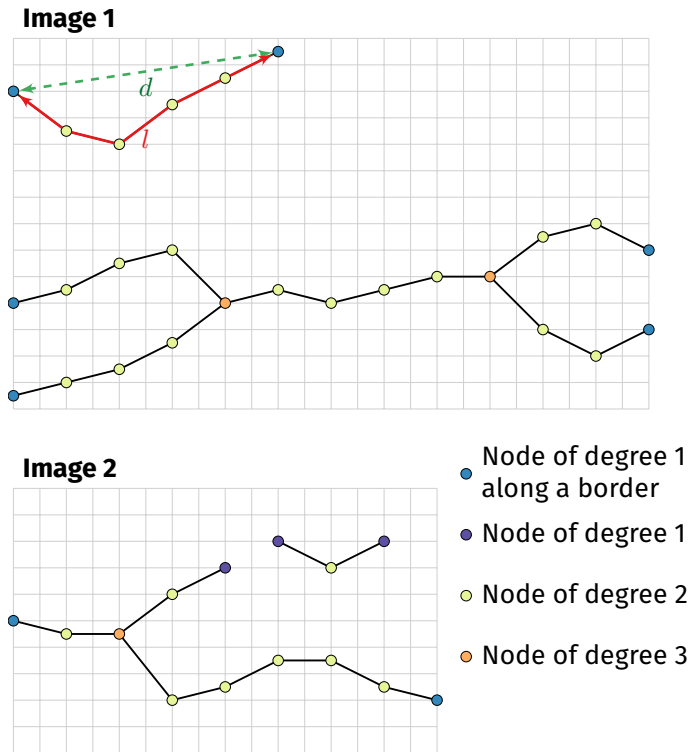 Image 1
d
l
Image 2
Node of degree 1
along a border
Node of degree 1
Node of degree 2
Node of degree 3